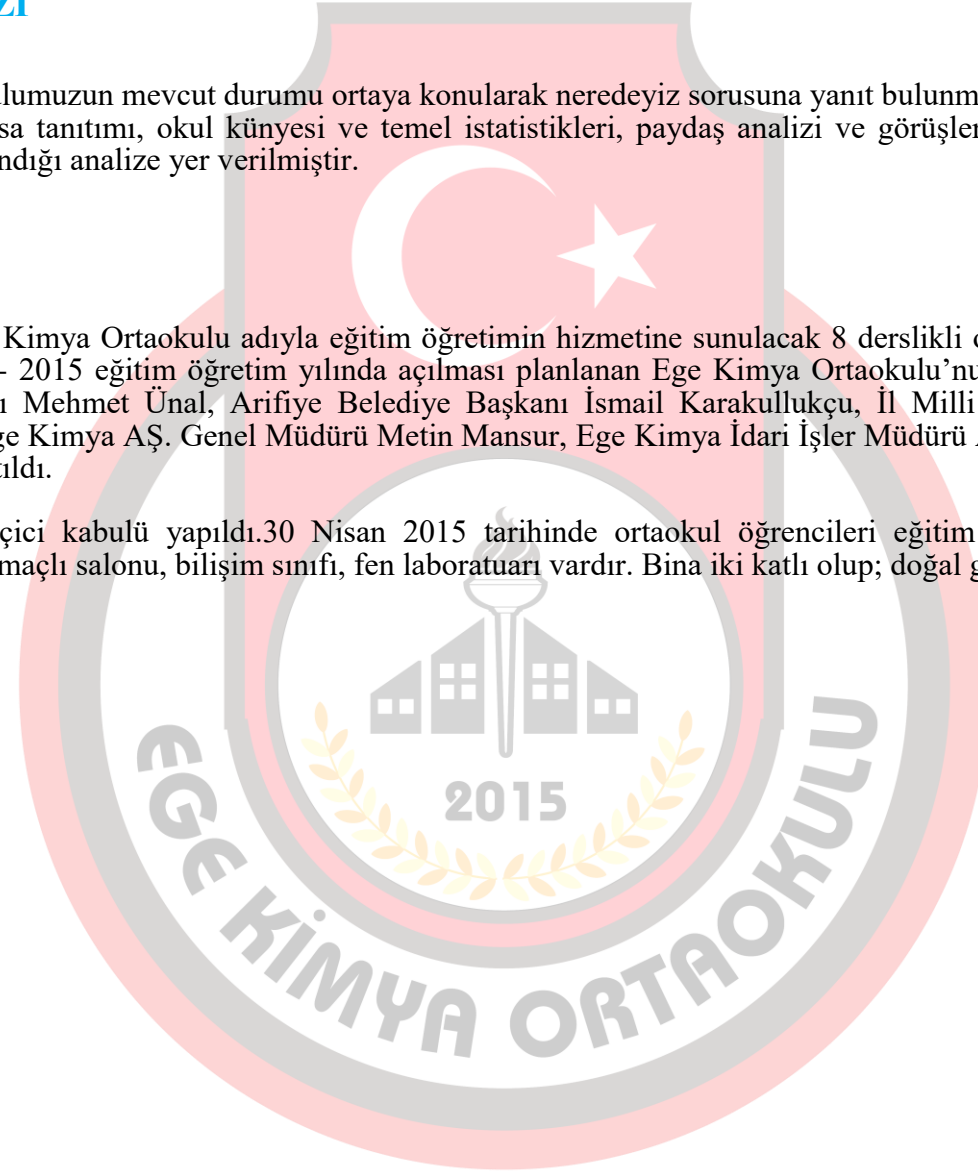 ulumuzun mevcut durumu ortaya konularak neredeyiz sorusuna yanıt bulunm
sa tanıtımı, okul künyesi ve temel istatistikleri, paydaş analizi ve görüşler
ndığı analize yer verilmiştir.
Kimya Ortaokulu adıyla eğitim öğretimin hizmetine sunulacak 8 derslikli o
- 2015 eğitim öğretim yılında açılması planlanan Ege Kimya Ortaokulu’nu
ı Mehmet Ünal, Arifiye Belediye Başkanı İsmail Karakullukçu, İl Milli
ge Kimya AŞ. Genel Müdürü Metin Mansur, Ege Kimya İdari İşler Müdürü A
tıldı.
çici kabulü yapıldı.30 Nisan 2015 tarihinde ortaokul öğrencileri eğitim
maçlı salonu, bilişim sınıfı, fen laboratuarı vardır. Bina iki katlı olup; doğal g
2015
EGE KİMYA ORTAOKULU